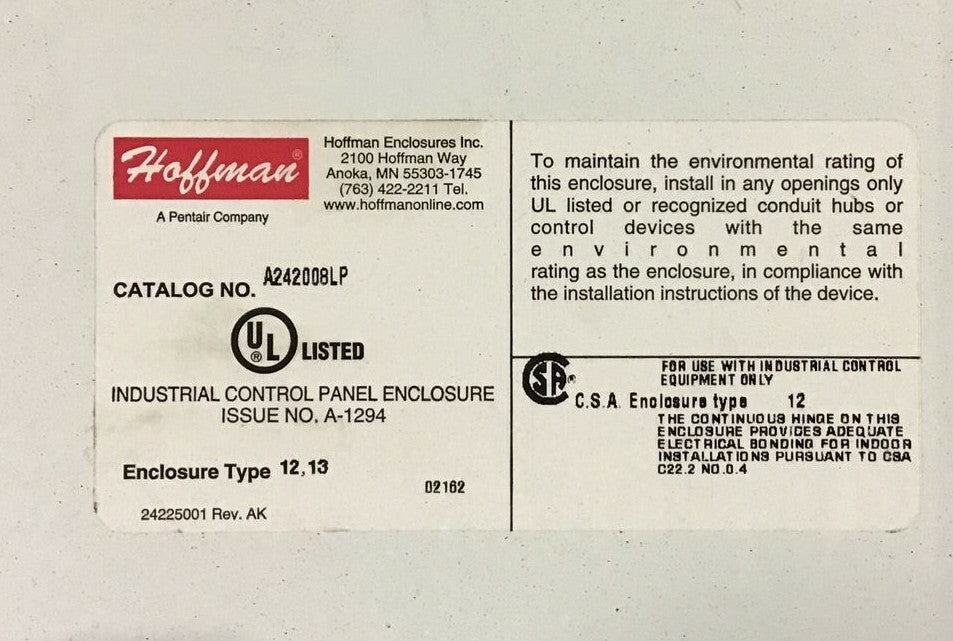 Hoffman®
A Pentair Company
Hoffman Enclosures Inc.
2100 Hoffman Way
Anoka, MN 55303-1745
(763) 422-2211 Tel.
www.hoffmanonline.com
CATALOG NO. A242008LP
UL® LISTED
INDUSTRIAL CONTROL PANEL ENCLOSURE
ISSUE NO. A-1294
Enclosure Type 12,13
02162
24225001 Rev. AK
To maintain the environmental rating of
this enclosure, install in any openings only
UL listed or recognized conduit hubs or
control devices with the same
environmental
rating as the enclosure, in compliance with
the installation instructions of the device.
CSA®
FOR USE WITH INDUSTRIAL CONTROL
EQUIPMENT ONLY
C.S.A. Enclosure type 12
THE CONTINUOUS HINGE ON THIS
ENCLOSURE PROVIDES ADEQUATE
ELECTRICAL BONDING FOR INDOOR
INSTALLATIONS PURSUANT TO CSA
C22.2 NO.0.4